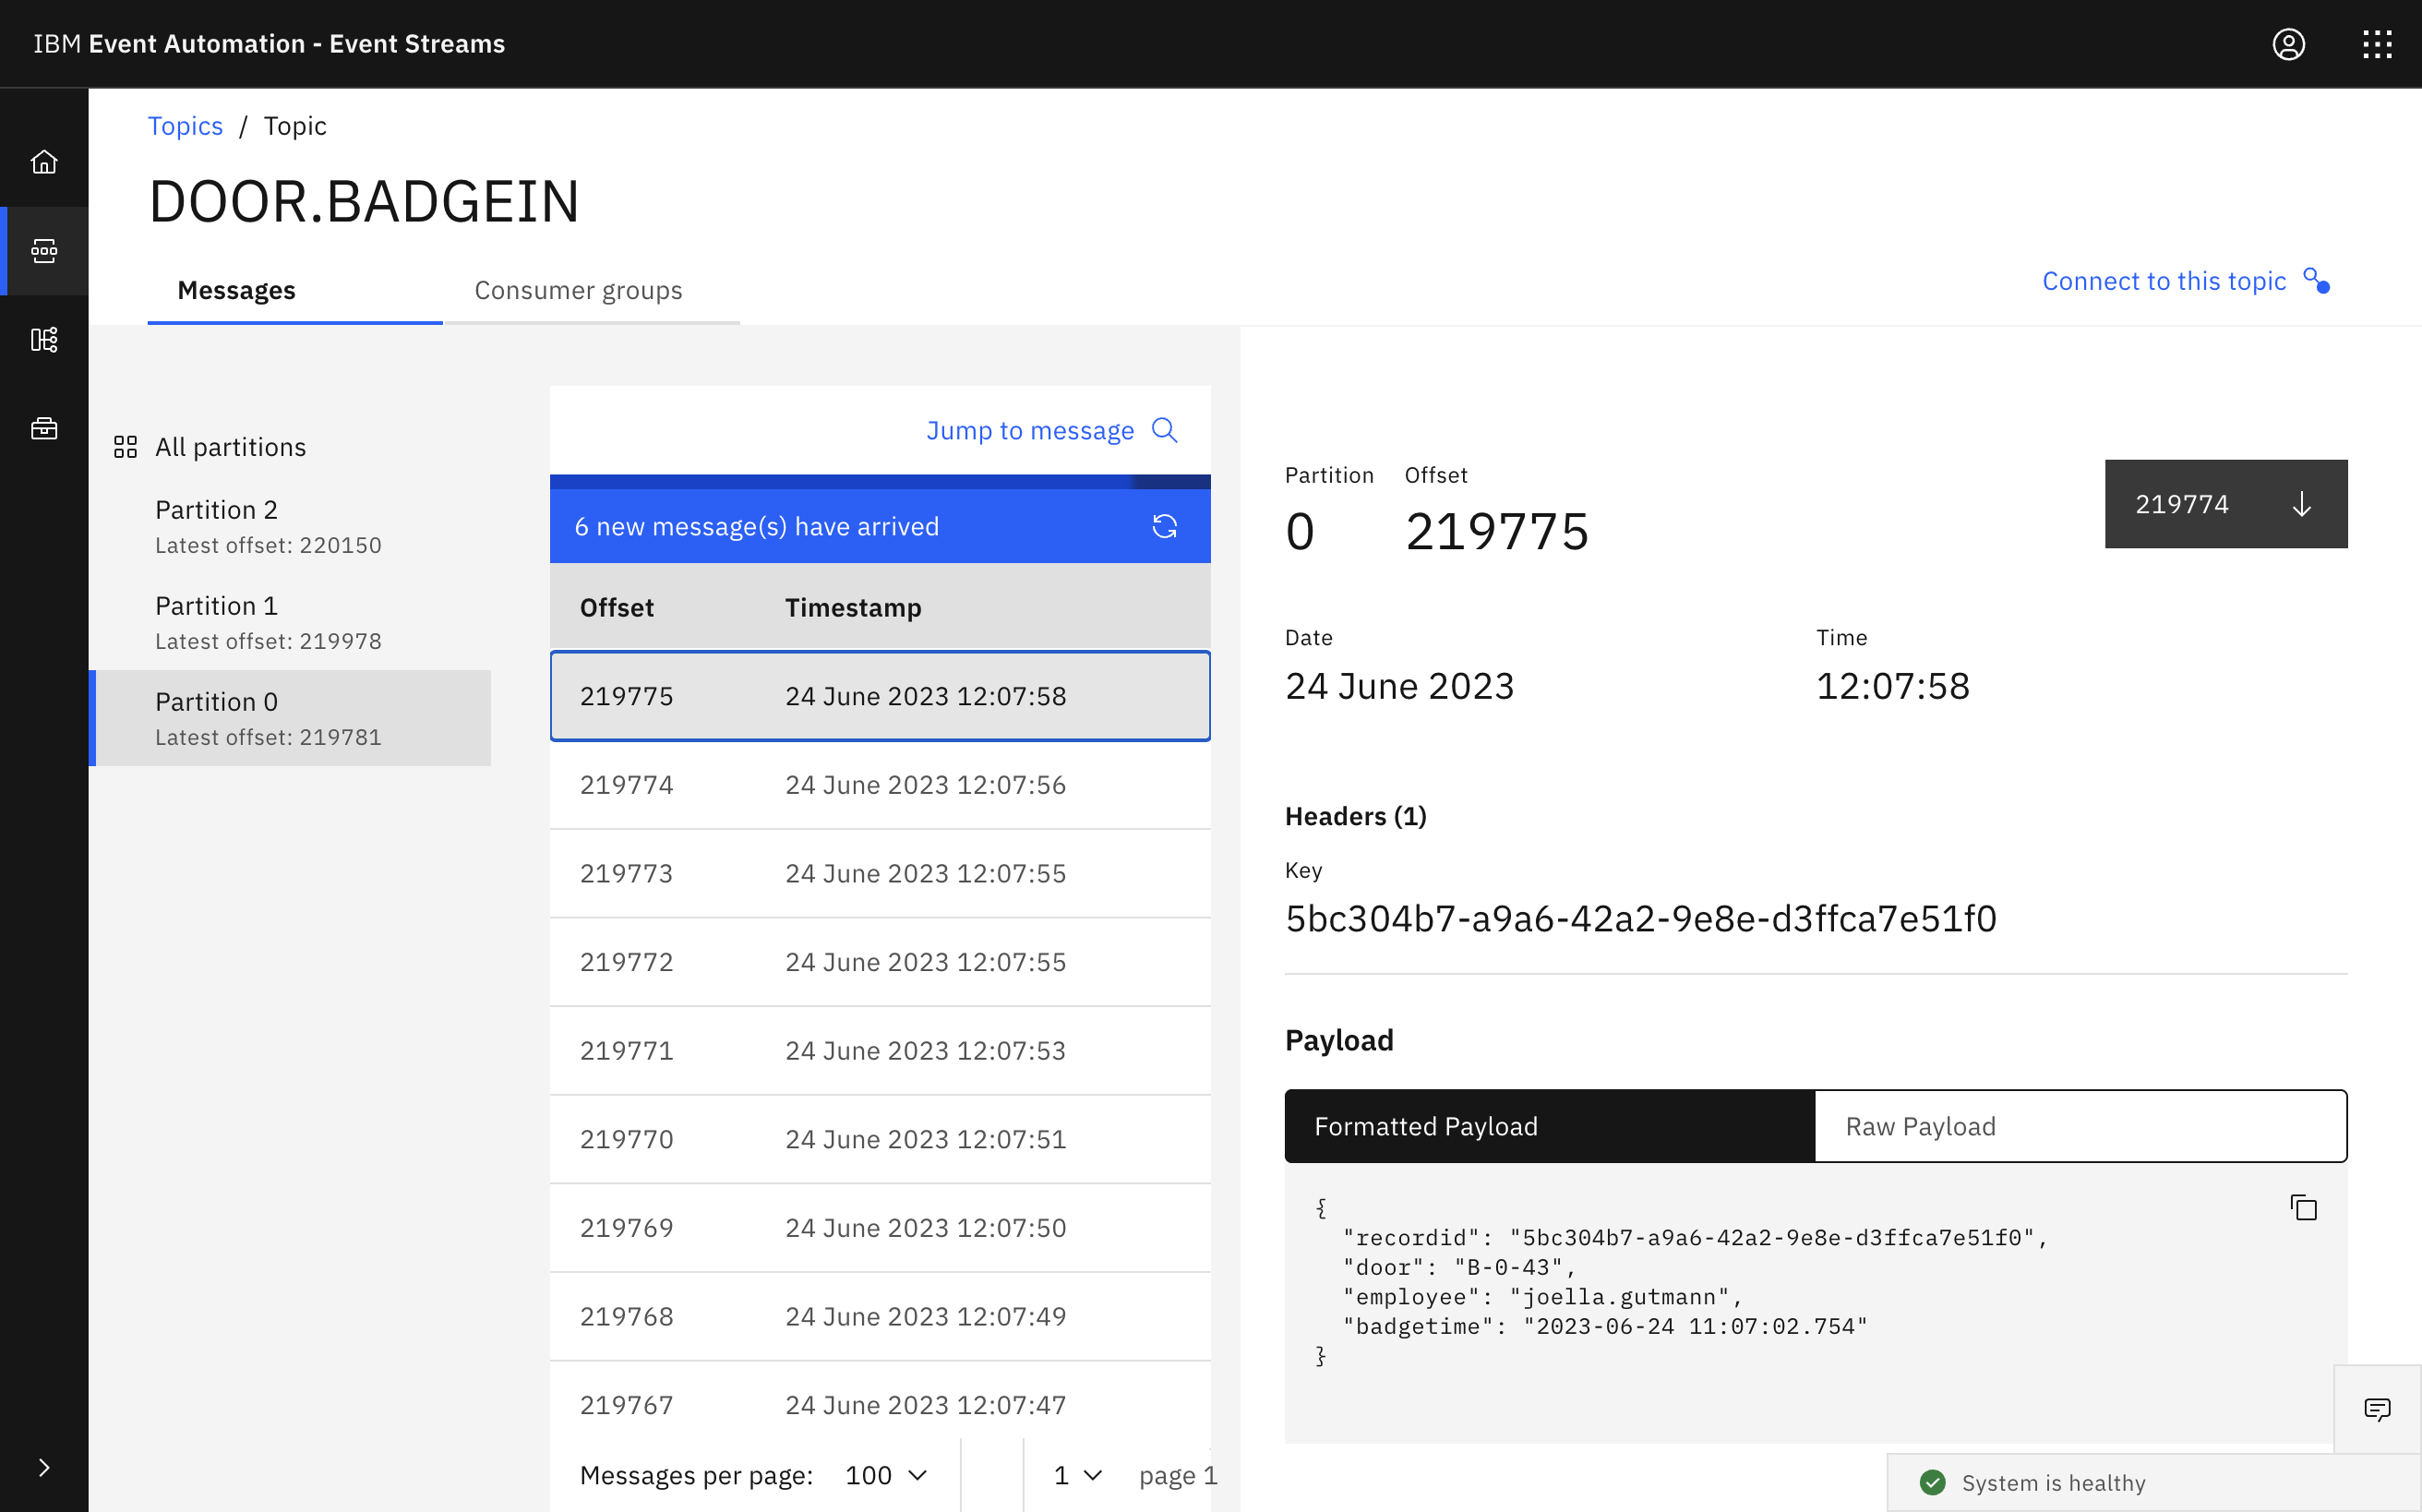 IBM Event Automation - Event Streams
Topics / Topic
DOOR.BADGEIN
Messages
Consumer groups
Connect to this topic
All partitions
Partition 2
Latest offset: 220150
Partition 1
Latest offset: 219978
Partition 0
Latest offset: 219781
Jump to message
6 new message(s) have arrived
Offset Timestamp
219775 24 June 2023 12:07:58
219774 24 June 2023 12:07:56
219773 24 June 2023 12:07:55
219772 24 June 2023 12:07:55
219771 24 June 2023 12:07:53
219770 24 June 2023 12:07:51
219769 24 June 2023 12:07:50
219768 24 June 2023 12:07:49
219767 24 June 2023 12:07:47
Messages per page: 100 1 page 1
Partition Offset
0 219775
219774
Date Time
24 June 2023 12:07:58
Headers (1)
Key
5bc304b7-a9a6-42a2-9e8e-d3ffca7e51f0
Payload
Formatted Payload Raw Payload
{
"recordid": "5bc304b7-a9a6-42a2-9e8e-d3ffca7e51f0",
"door": "B-0-43",
"employee": "joella.gutmann",
"badgetime": "2023-06-24 11:07:02.754"
}
System is healthy